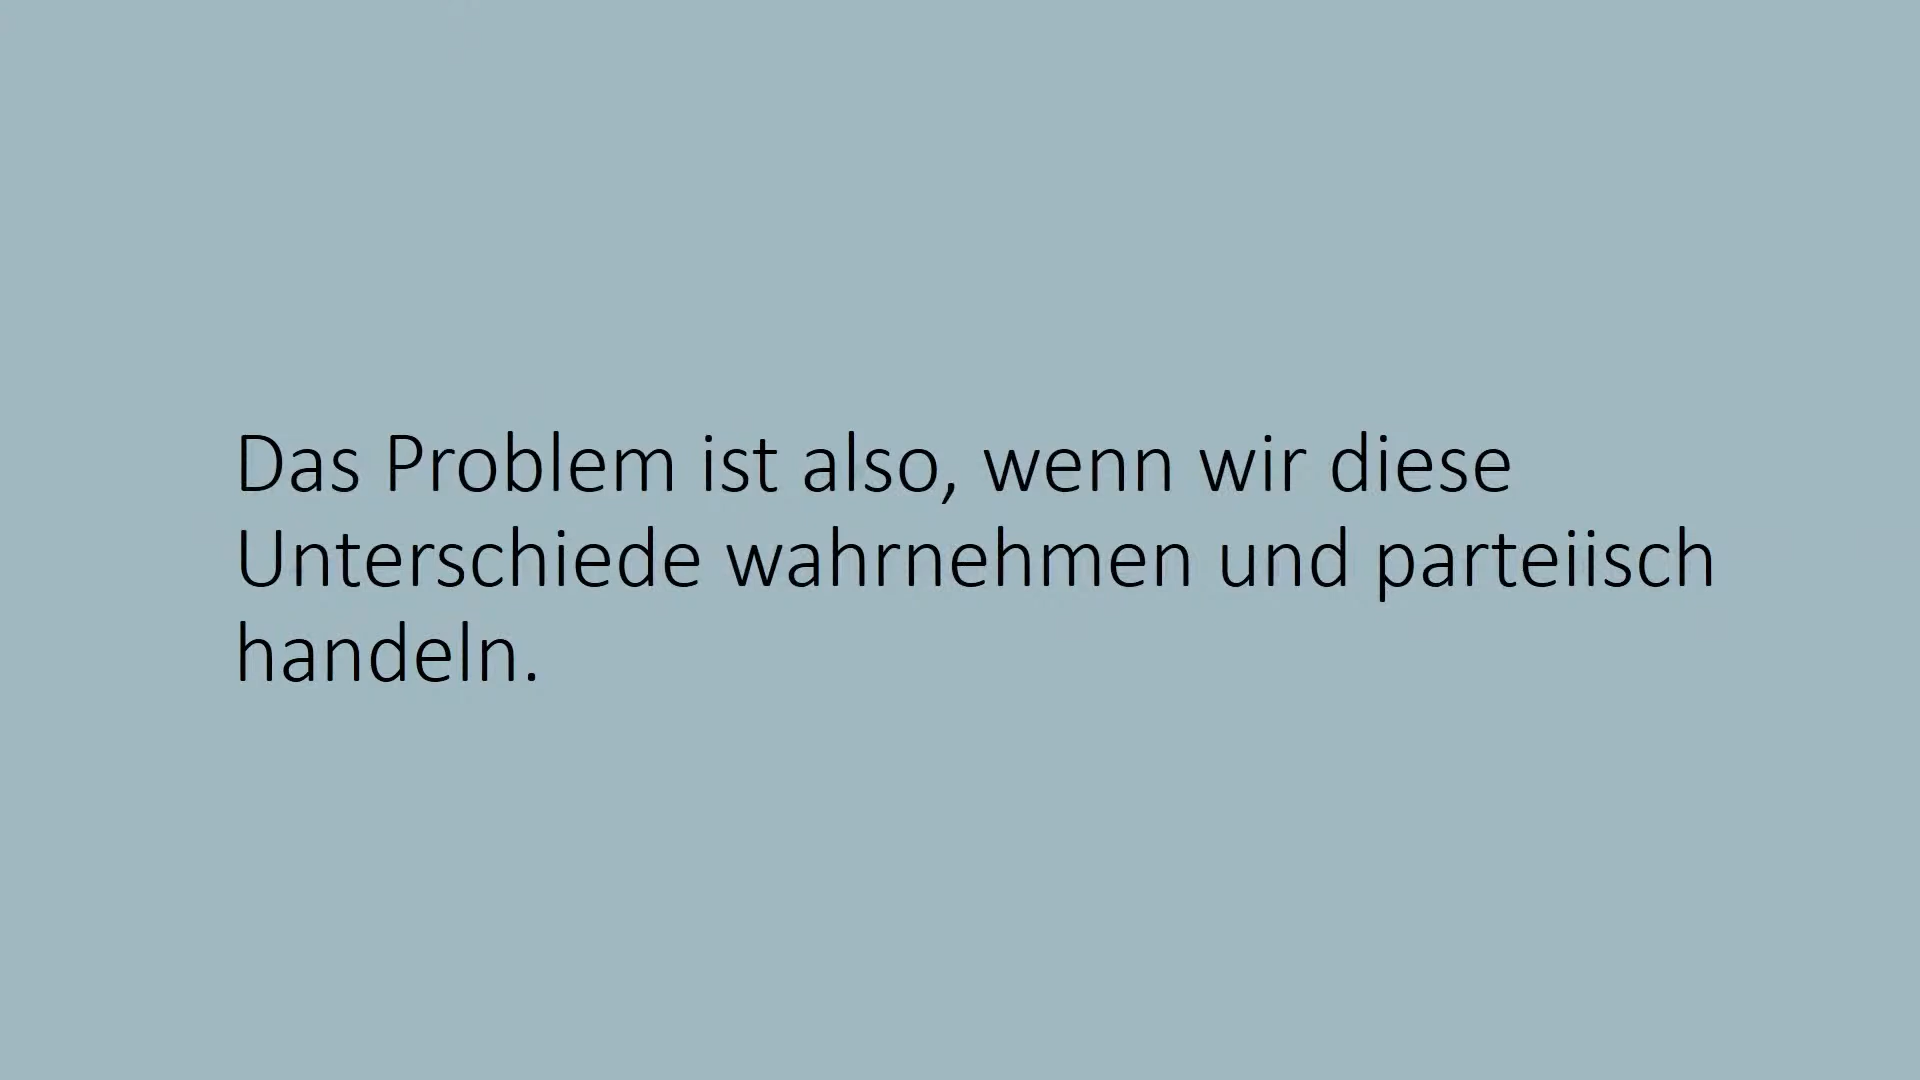 Das Problem ist also, wenn wir diese
Unterschiede wahrnehmen und parteiisch
handeln.